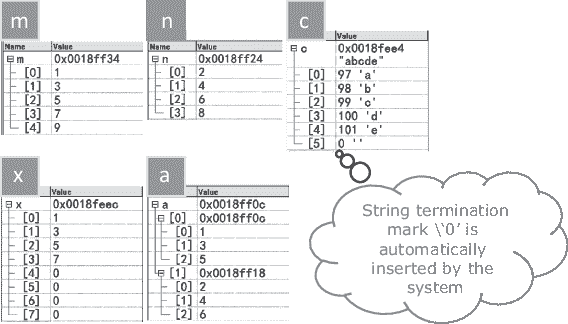 m
Name Value
m 0x0018ff34
[0] 1
[1] 3
[2] 5
[3] 7
[4] 9
n
Name Value
n 0x0018ff24
[0] 2
[1] 4
[2] 6
[3] 8
c
Name Value
c 0x0018fee4
"abcde"
[0] 97 'a'
[1] 98 'b'
[2] 99 'c'
[3] 100 'd'
[4] 101 'e'
[5] 0 ''
x
Value
x 0x0018feec
[0] 1
[1] 3
[2] 5
[3] 7
[4] 0
[5] 0
[6] 0
[7] 0
a
Value
a 0x0018ff0c
[0] 0x0018ff0c
[0] 1
[1] 3
[2] 5
[1] 0x0018ff18
[0] 2
[1] 4
[2] 6
String termination
mark \‘0’ is
automatically
inserted by the
system